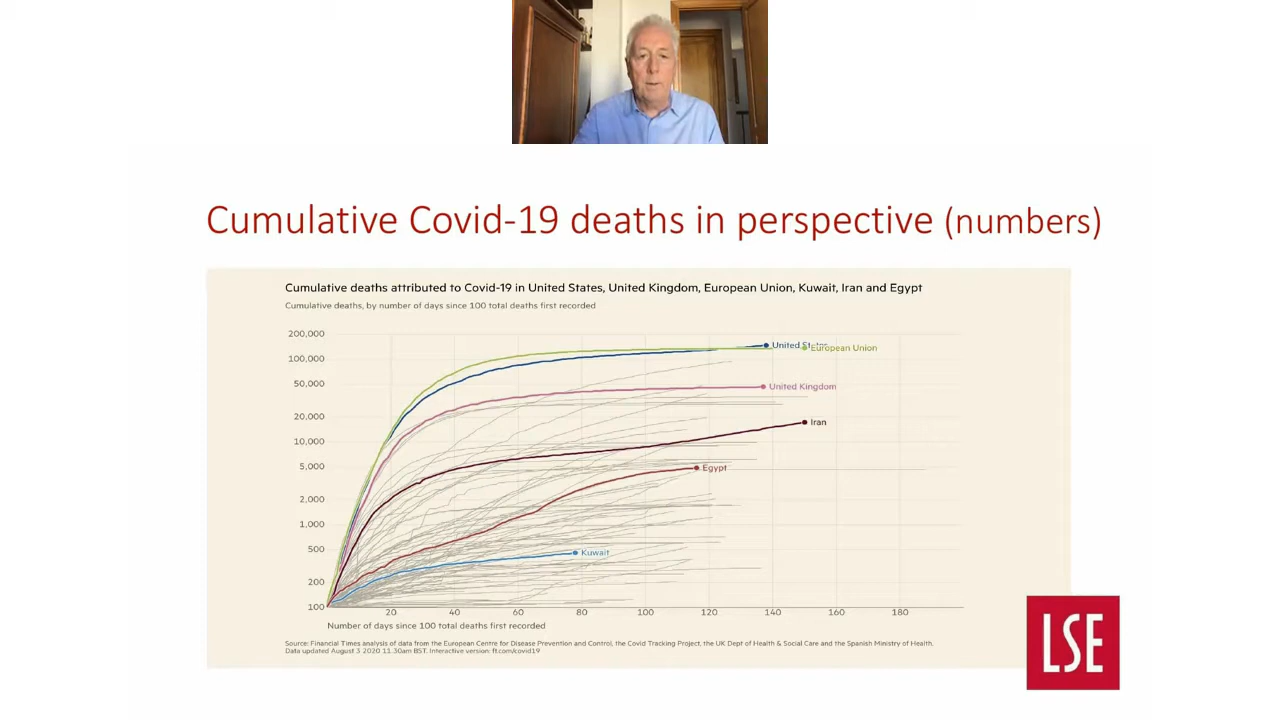 Cumulative Covid-19 deaths in perspective (numbers)
Cumulative deaths attributed to Covid-19 in United States, United Kingdom, European Union, Kuwait, Iran and Egypt
Cumulative deaths, by number of days since 100 total deaths first recorded
200,000
100,000
50,000
20,000
10,000
5,000
2,000
1,000
500
200
100
United States
European Union
United Kingdom
Iran
Egypt
Kuwait
20 40 60 80 100 120 140 160 180
Number of days since 100 total deaths first recorded
Source: Financial Times analysis of data from the European Centre for Disease Prevention and Control, the Covid Tracking Project, the UK Dept of Health & Social Care and the Spanish Ministry of Health.
Data updated August 3 2020 11.30am BST. Interactive version: ft.com/covid19
LSE